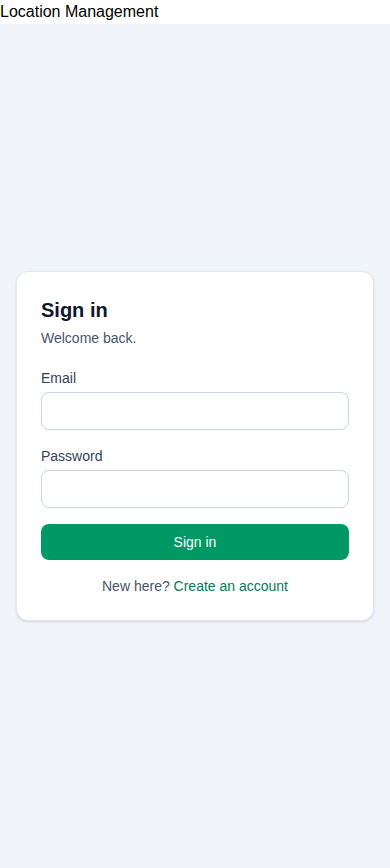 Location Management
Sign in
Welcome back.
Email
Password
Sign in
New here? Create an account